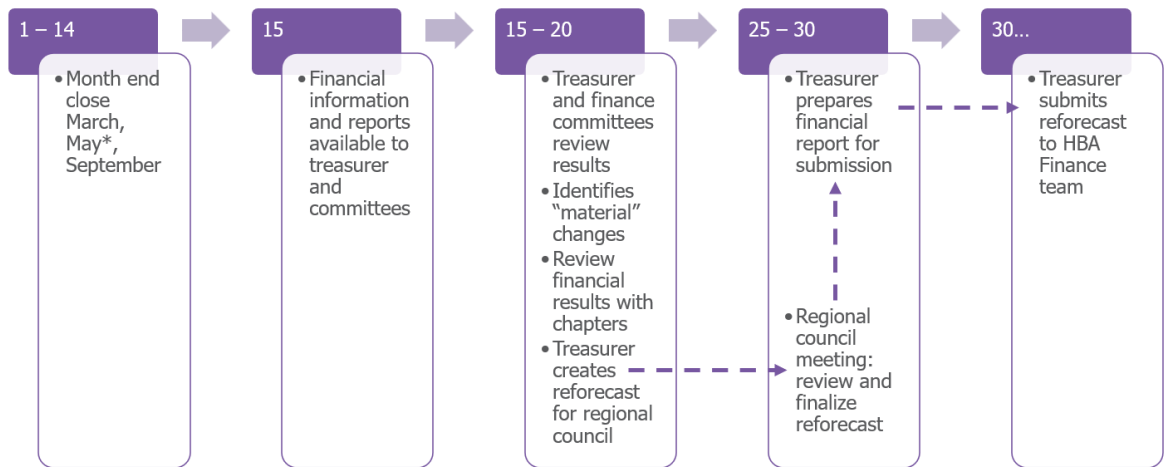 1 – 14
• Month end
close
March,
May*,
September
15
• Financial
information
and reports
available to
treasurer
and
committees
15 – 20
• Treasurer
and finance
committees
review
results
• Identifies
“material”
changes
• Review
financial
results with
chapters
• Treasurer
creates
reforecast
for regional
council
25 – 30
• Treasurer
prepares
financial
report for
submission
• Regional
council
meeting:
review and
finalize
reforecast
30...
• Treasurer
submits
reforecast
to HBA
Finance
team